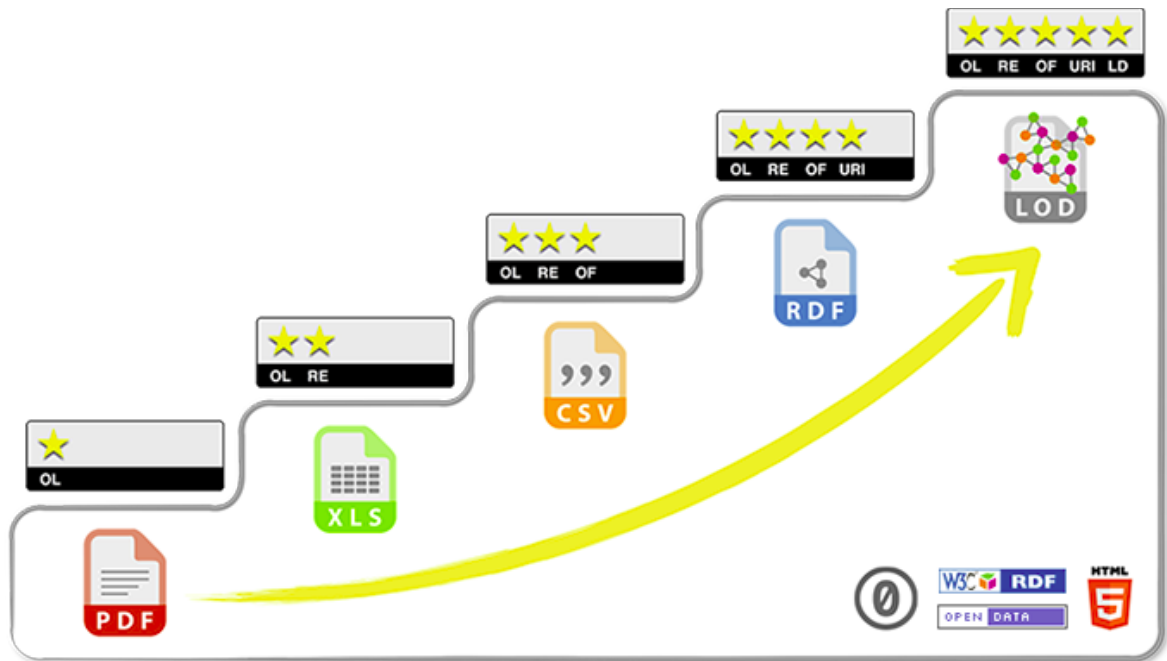 OL RE OF URI LD
LOD
OL RE OF URI
RDF
OL RE OF
CSV
OL RE
XLS
OL
PDF
0
W3C RDF
OPEN DATA
HTML
5